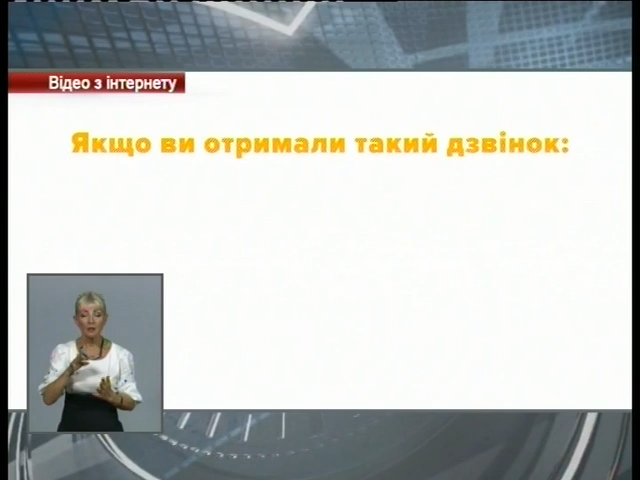 Відео з інтернету
Якщо ви отримали такий дзвінок: